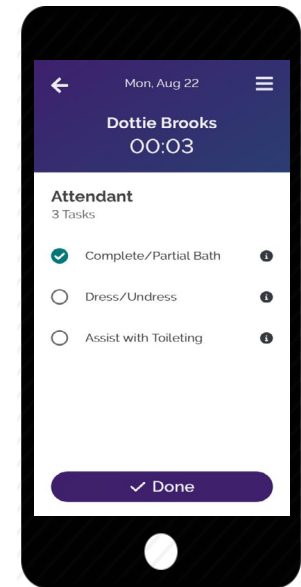 Mon, Aug 22
Dottie Brooks
00:03
Attendant
3 Tasks
Complete/Partial Bath
Dress/Undress
Assist with Toileting
Done